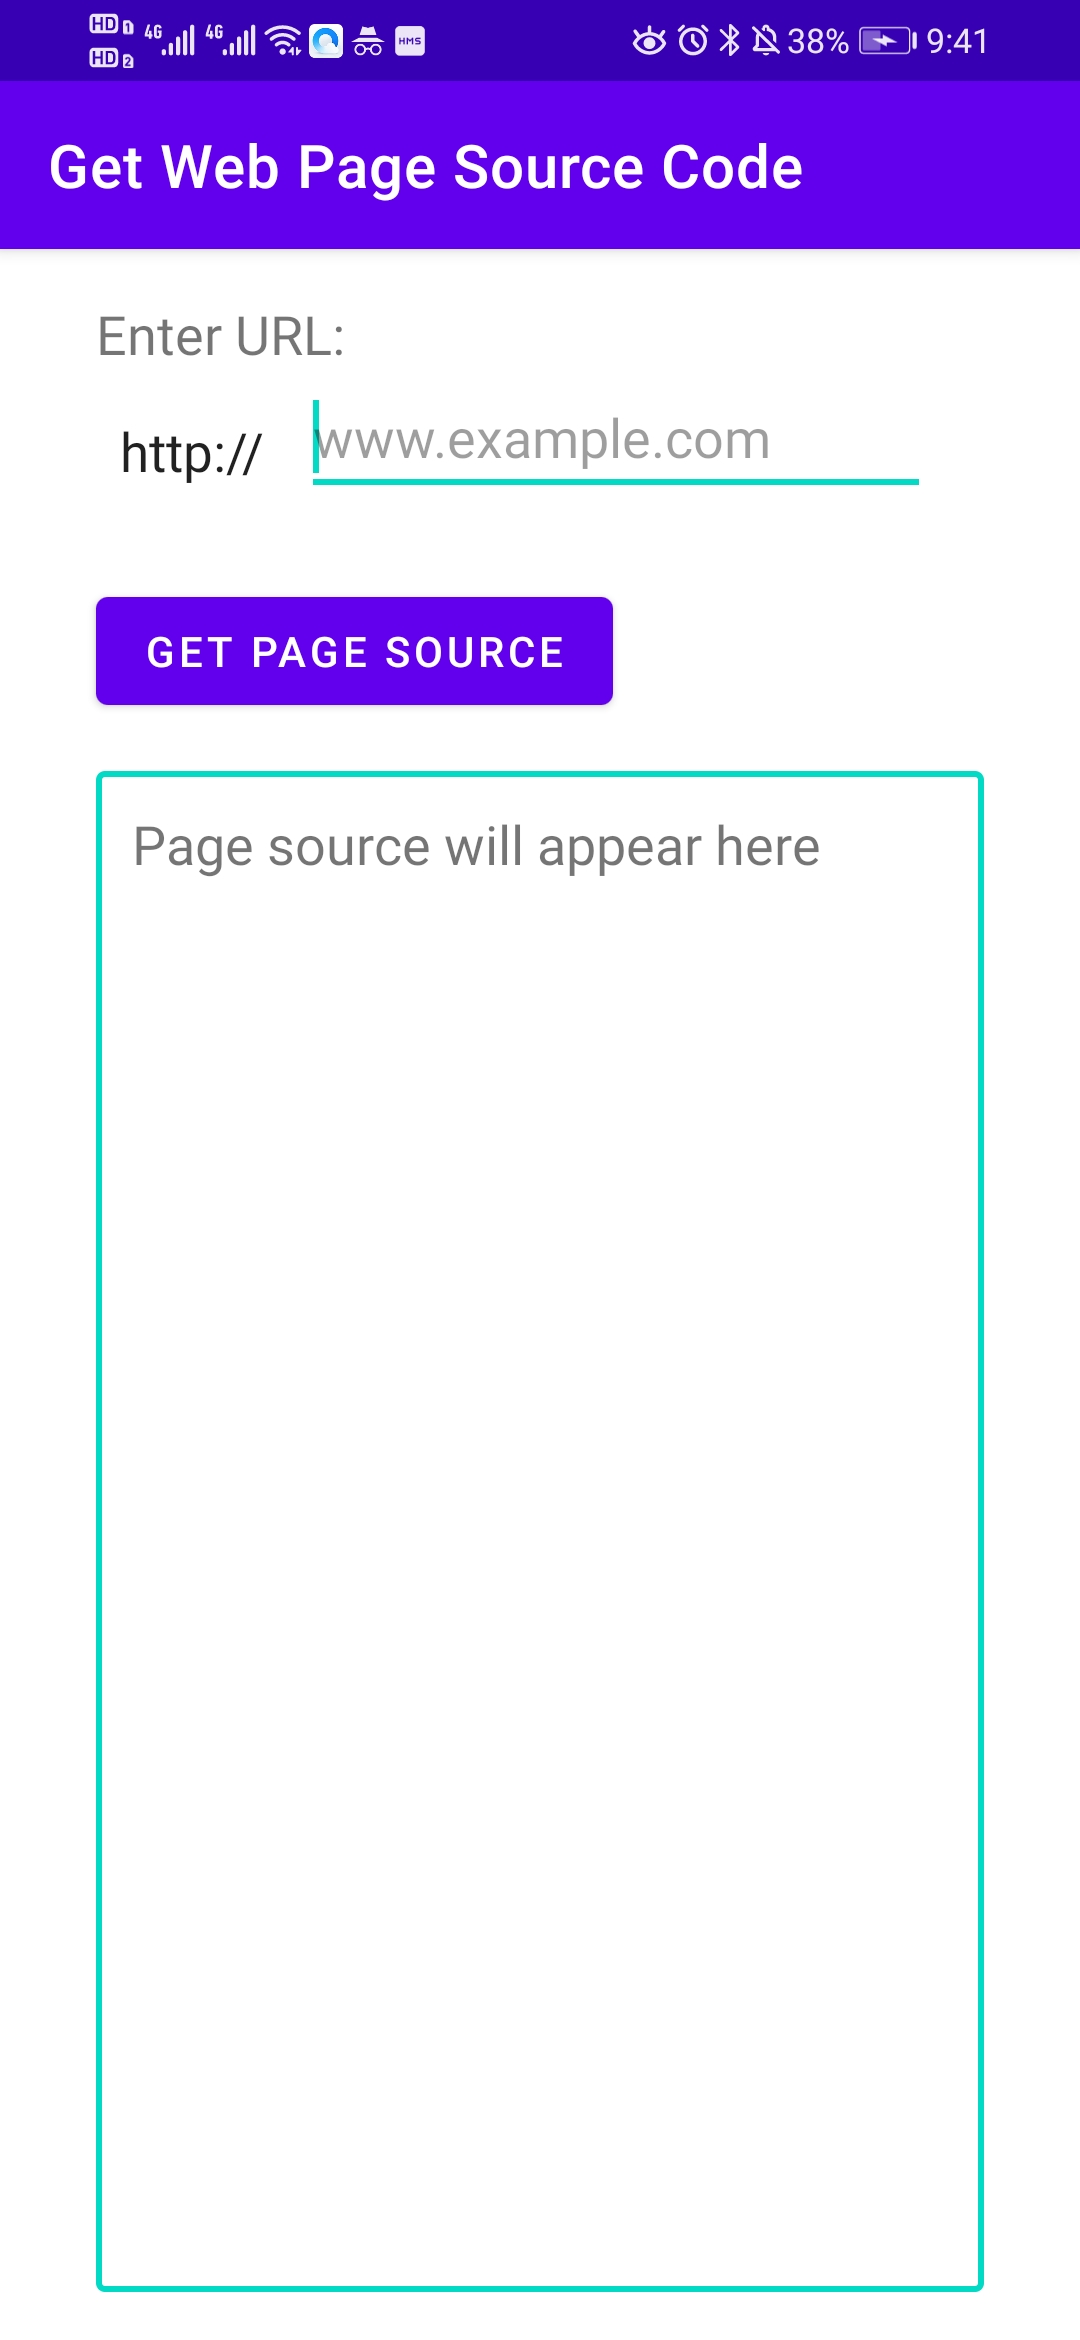 HD 1 4G 4G HMS 38% 9:41
HD 2
Get Web Page Source Code
Enter URL:
http:// www.example.com
GET PAGE SOURCE
Page source will appear here